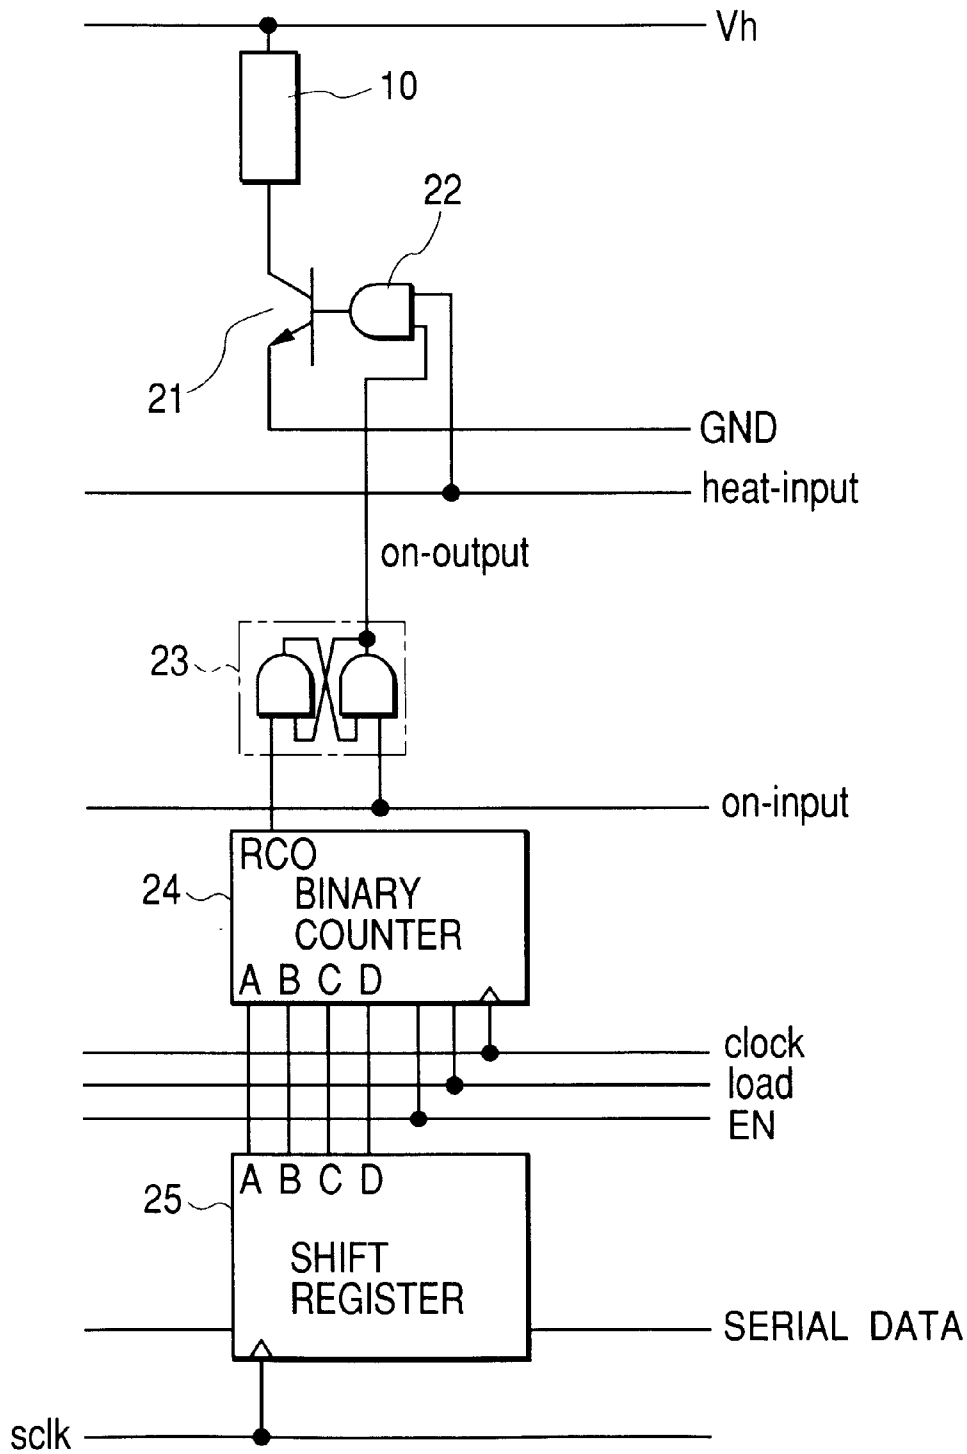 Vh
10
22
21
GND
heat-input
on-output
23
on-input
RCO
24
BINARY
COUNTER
A B C D
clock
load
EN
A B C D
25
SHIFT
REGISTER
SERIAL DATA
sclk